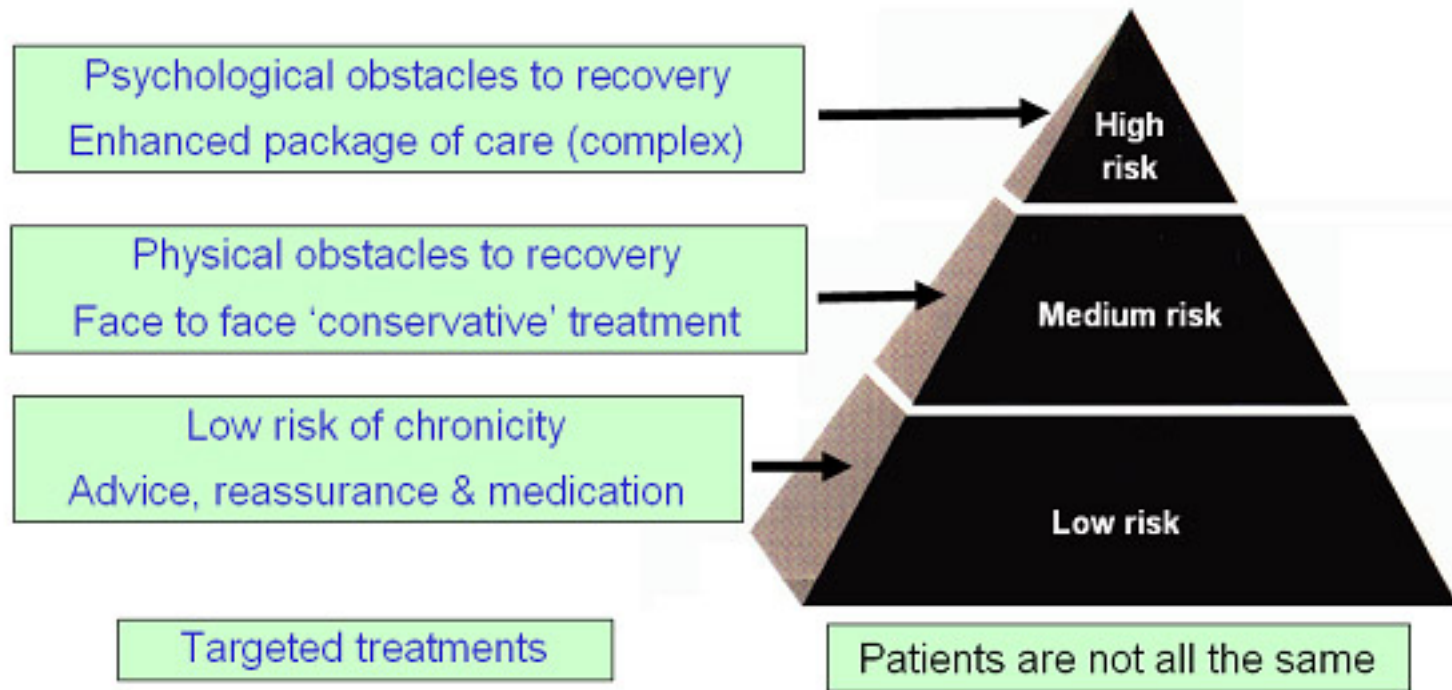 Psychological obstacles to recovery
Enhanced package of care (complex)
High
risk
Physical obstacles to recovery
Face to face ‘conservative’ treatment
Medium risk
Low risk of chronicity
Advice, reassurance & medication
Low risk
Targeted treatments
Patients are not all the same